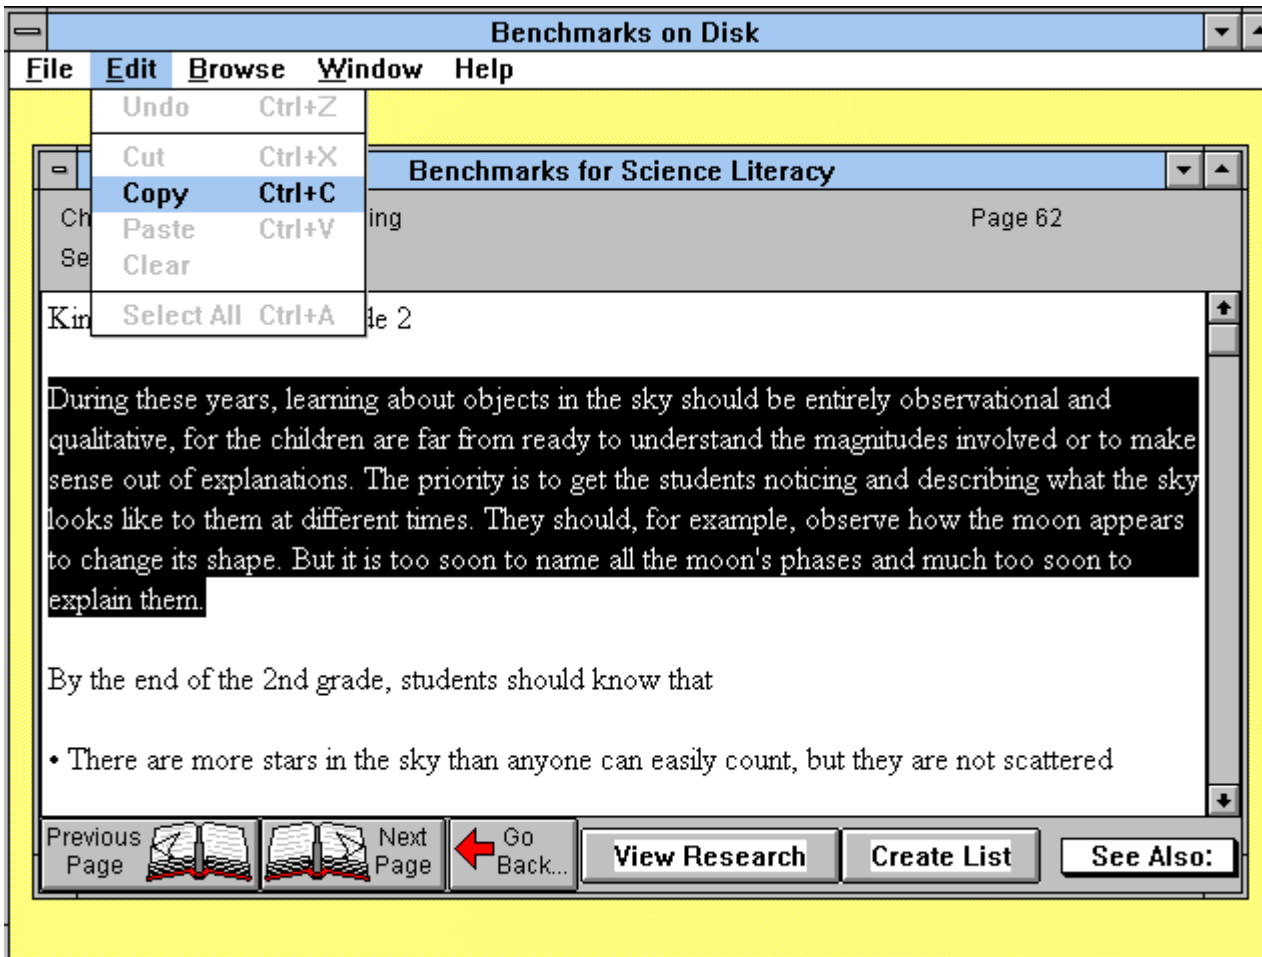 Benchmarks on Disk
File Edit Browse Window Help
Undo Ctrl+Z
Cut Ctrl+X
Copy Ctrl+C
Paste Ctrl+V
Clear
Select All Ctrl+A
Benchmarks for Science Literacy
Page 62
2
During these years, learning about objects in the sky should be entirely observational and
qualitative, for the children are far from ready to understand the magnitudes involved or to make
sense out of explanations. The priority is to get the students noticing and describing what the sky
looks like to them at different times. They should, for example, observe how the moon appears
to change its shape. But it is too soon to name all the moon's phases and much too soon to
explain them.
By the end of the 2nd grade, students should know that
• There are more stars in the sky than anyone can easily count, but they are not scattered
Previous Page
Next Page
Go Back...
View Research
Create List
See Also: